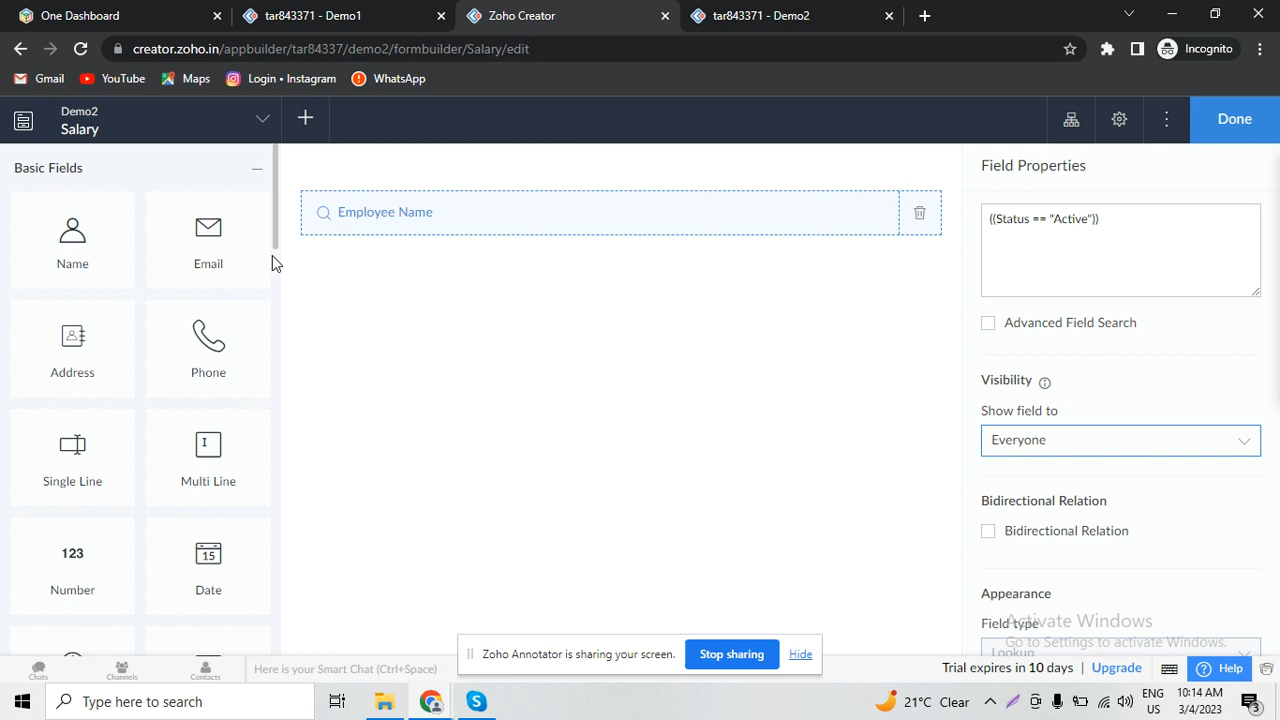 One Dashboard
tar843371 - Demo1
Zoho Creator
tar843371 - Demo2
creator.zoho.in/appbuilder/tar84337/demo2/formbuilder/Salary/edit
Incognito
Gmail
YouTube
Maps
Login • Instagram
WhatsApp
Demo2
Salary
Done
Basic Fields
Name
Email
Address
Phone
Single Line
Multi Line
123
Number
15
Date
Employee Name
Field Properties
((Status == "Active"))
Advanced Field Search
Visibility
Show field to
Everyone
Bidirectional Relation
Bidirectional Relation
Appearance
Field type
Lookup
Activate Windows
Go to Settings to activate Windows.
Zoho Annotator is sharing your screen.
Stop sharing
Hide
Chats
Channels
Contacts
Here is your Smart Chat (Ctrl+Space)
Trial expires in 10 days
Upgrade
Help
Type here to search
21°C Clear
ENG
US
10:14 AM
3/4/2023
3